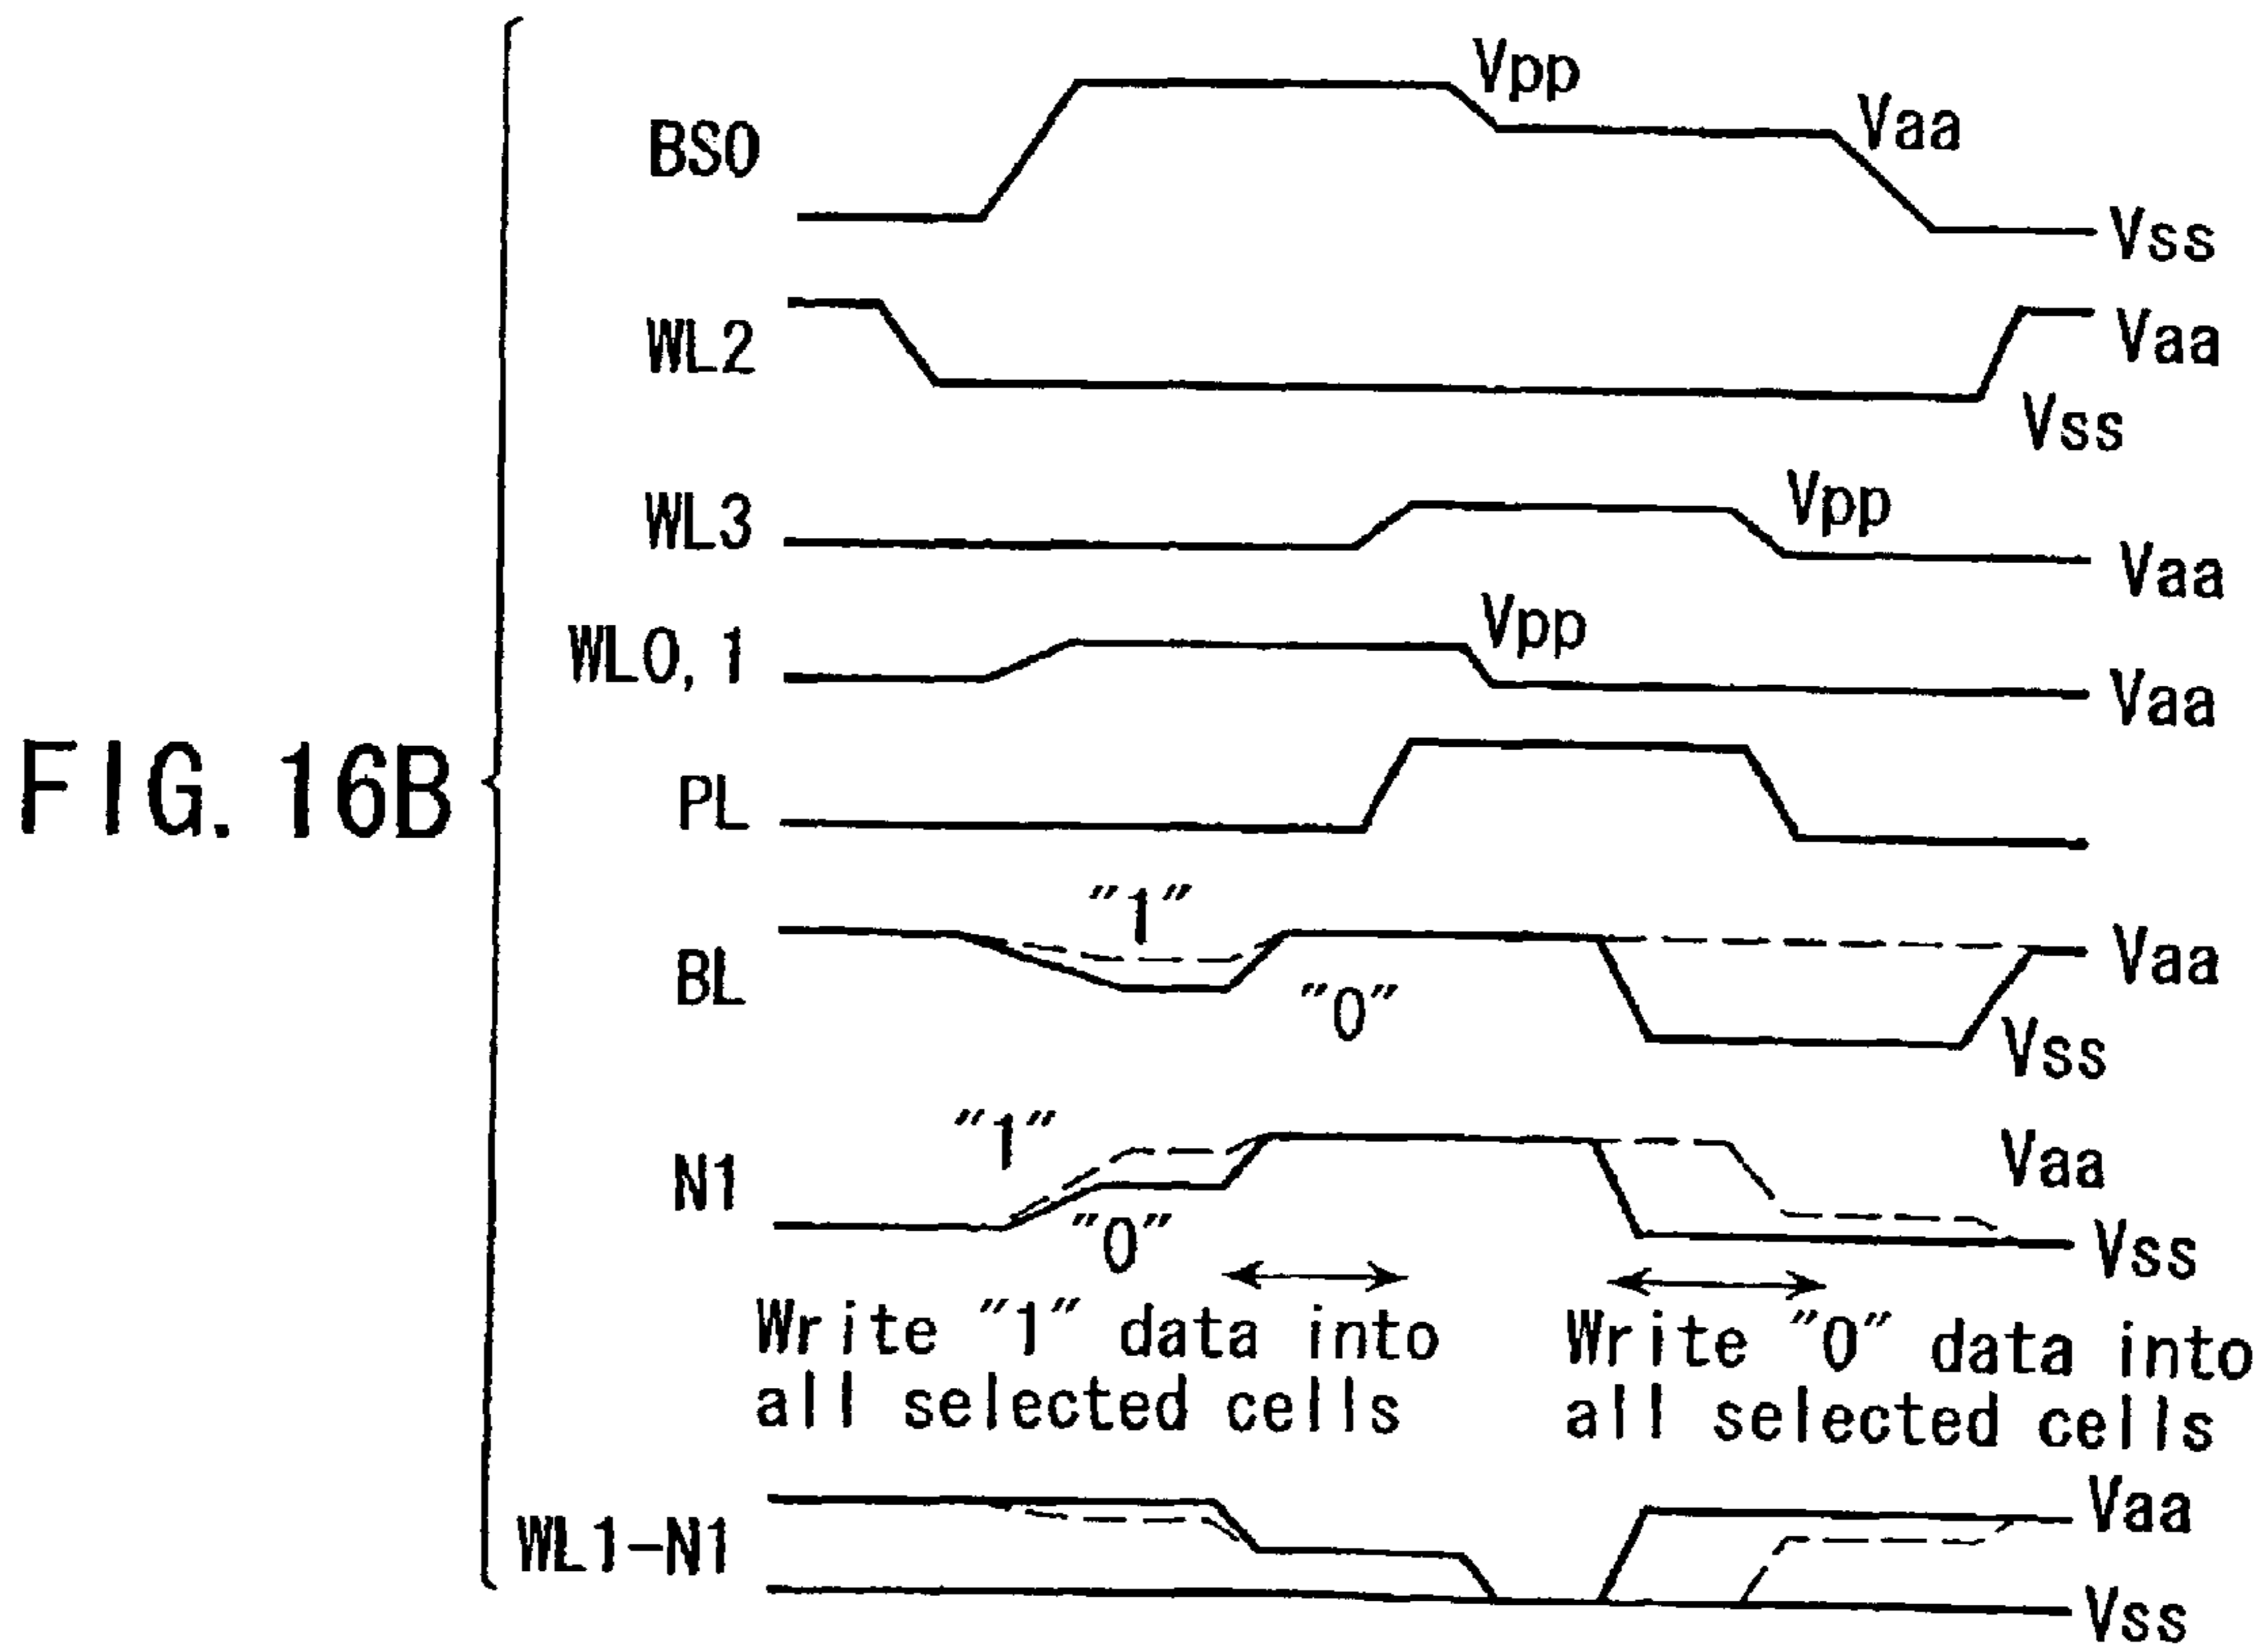 FIG. 16B
BS0
Vpp
Vaa
Vss
WL2
Vaa
Vss
WL3
Vpp
Vaa
WL0, 1
Vpp
Vaa
PL
BL
"1"
"0"
Vaa
Vss
N1
"1"
"0"
Vaa
Vss
Write "1" data into
all selected cells
Write "0" data into
all selected cells
WL1-N1
Vaa
Vss